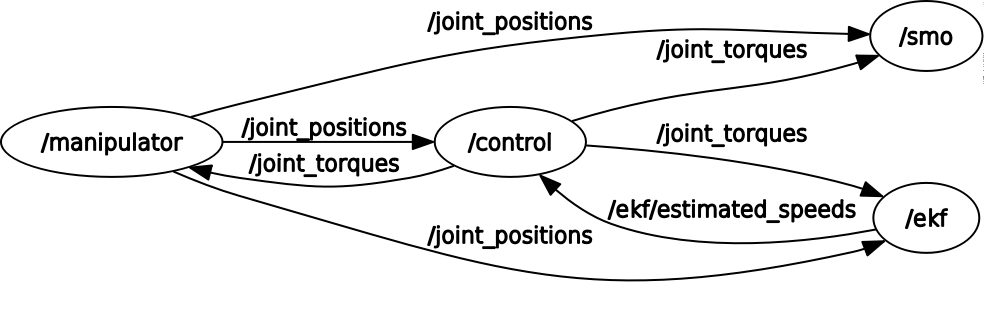 /joint_positions
/smo
/joint_torques
/joint_positions
/joint_torques
/manipulator
/control
/joint_torques
/ekf/estimated_speeds
/ekf
/joint_positions